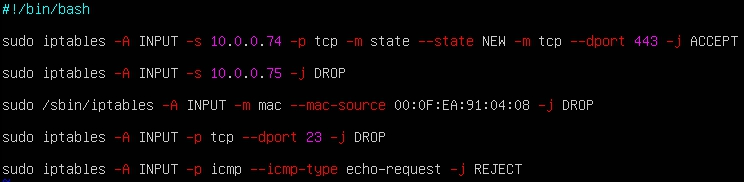 #!/bin/bash
sudo iptables -A INPUT -s 10.0.0.74 -p tcp -m state --state NEW -m tcp --dport 443 -j ACCEPT
sudo iptables -A INPUT -s 10.0.0.75 -j DROP
sudo /sbin/iptables -A INPUT -m mac --mac-source 00:0F:EA:91:04:08 -j DROP
sudo iptables -A INPUT -p tcp --dport 23 -j DROP
sudo iptables -A INPUT -p icmp --icmp-type echo-request -j REJECT